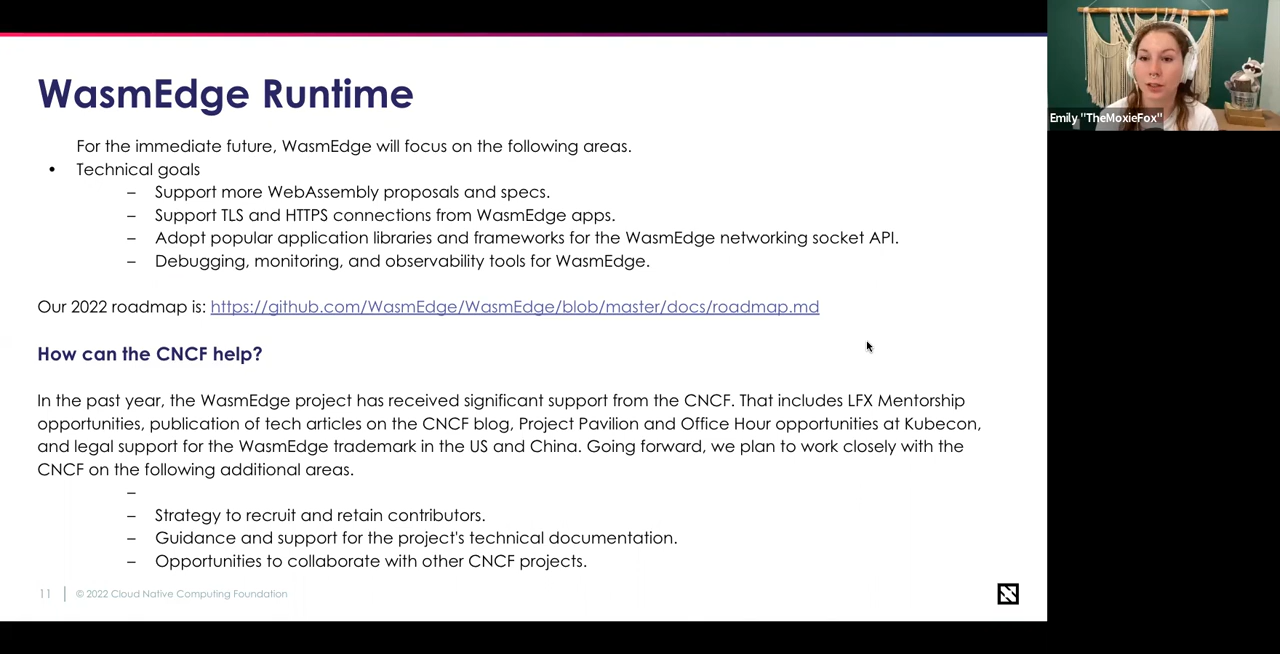 WasmEdge Runtime
For the immediate future, WasmEdge will focus on the following areas.
• Technical goals
– Support more WebAssembly proposals and specs.
– Support TLS and HTTPS connections from WasmEdge apps.
– Adopt popular application libraries and frameworks for the WasmEdge networking socket API.
– Debugging, monitoring, and observability tools for WasmEdge.
Our 2022 roadmap is: https://github.com/WasmEdge/WasmEdge/blob/master/docs/roadmap.md
How can the CNCF help?
In the past year, the WasmEdge project has received significant support from the CNCF. That includes LFX Mentorship
opportunities, publication of tech articles on the CNCF blog, Project Pavilion and Office Hour opportunities at Kubecon,
and legal support for the WasmEdge trademark in the US and China. Going forward, we plan to work closely with the
CNCF on the following additional areas.
–
– Strategy to recruit and retain contributors.
– Guidance and support for the project's technical documentation.
– Opportunities to collaborate with other CNCF projects.
11 | © 2022 Cloud Native Computing Foundation
Emily "TheMoxieFox"